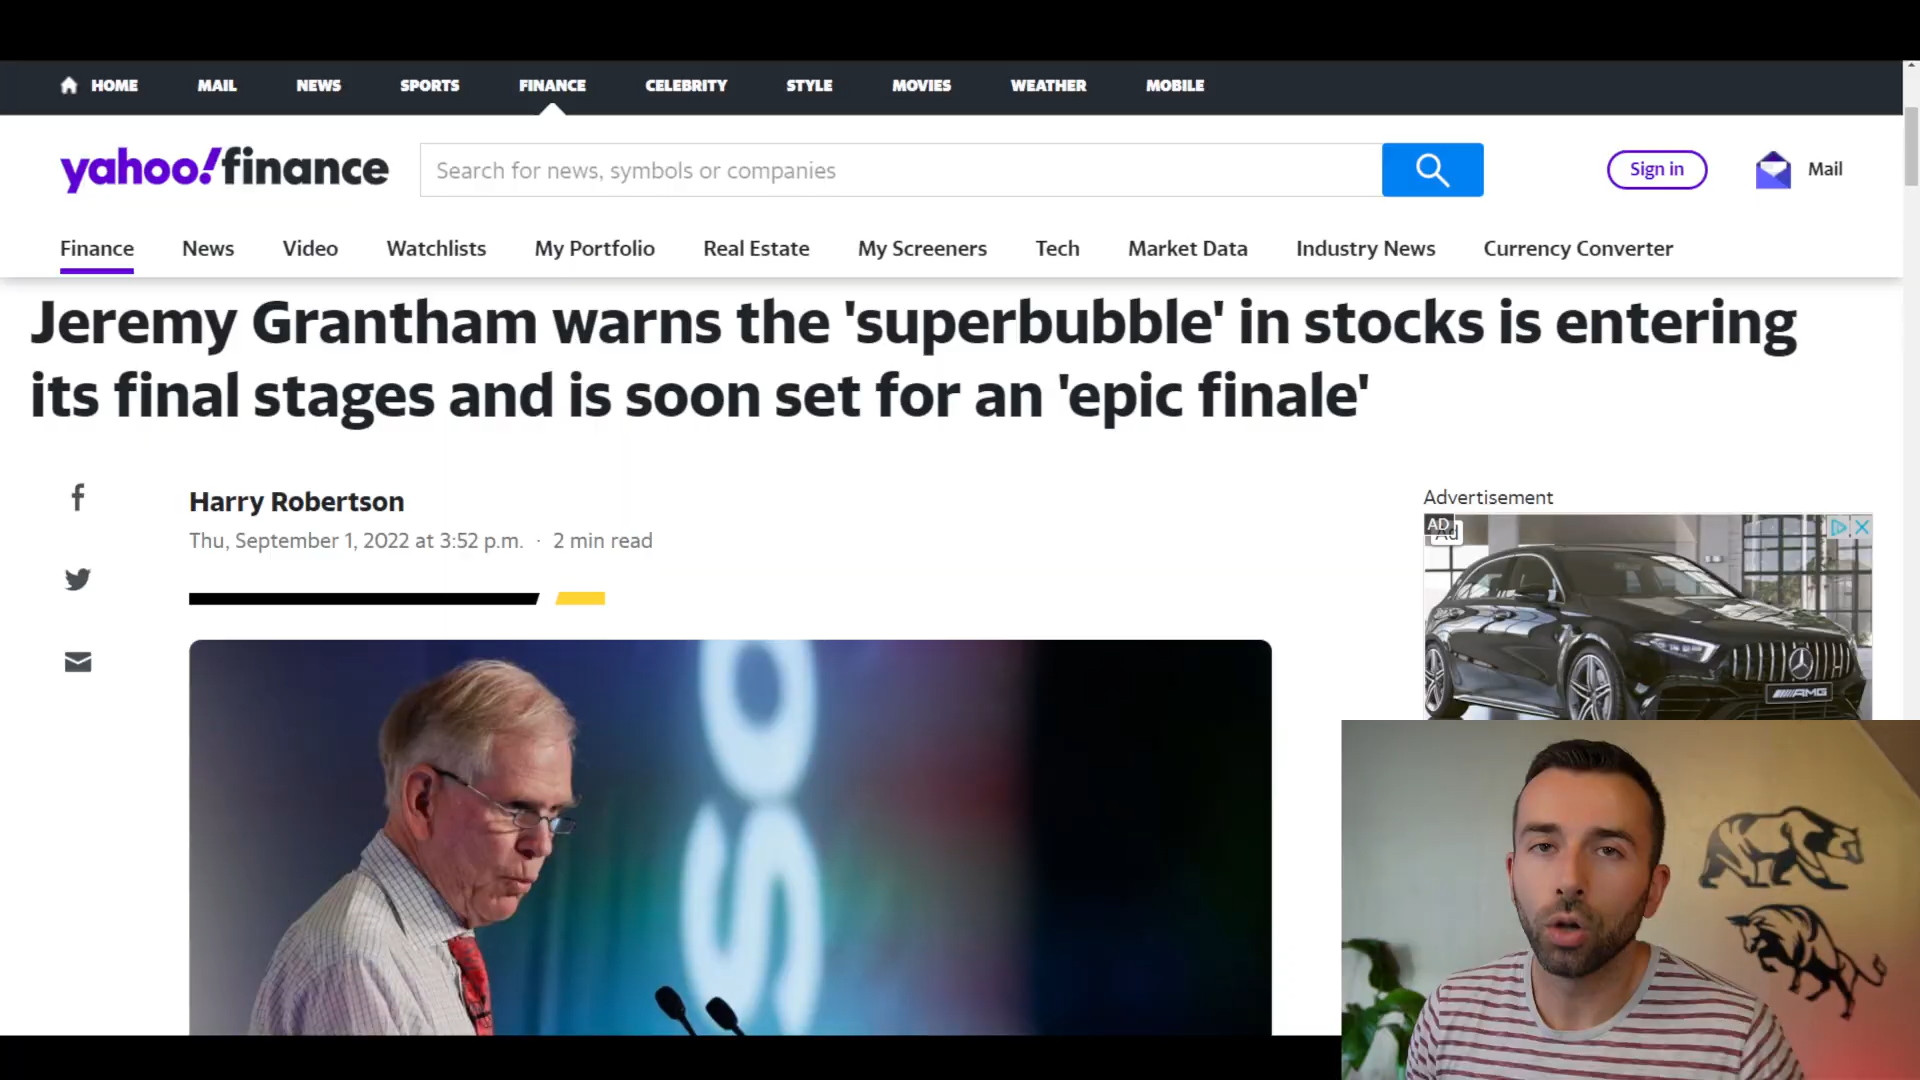 HOME MAIL NEWS SPORTS FINANCE CELEBRITY STYLE MOVIES WEATHER MOBILE
yahoo!finance Search for news, symbols or companies Sign in Mail
Finance News Video Watchlists My Portfolio Real Estate My Screeners Tech Market Data Industry News Currency Converter
Jeremy Grantham warns the 'superbubble' in stocks is entering
its final stages and is soon set for an 'epic finale'
Harry Robertson
Thu, September 1, 2022 at 3:52 p.m. · 2 min read
Advertisement
AD
Ad
AMG
SO